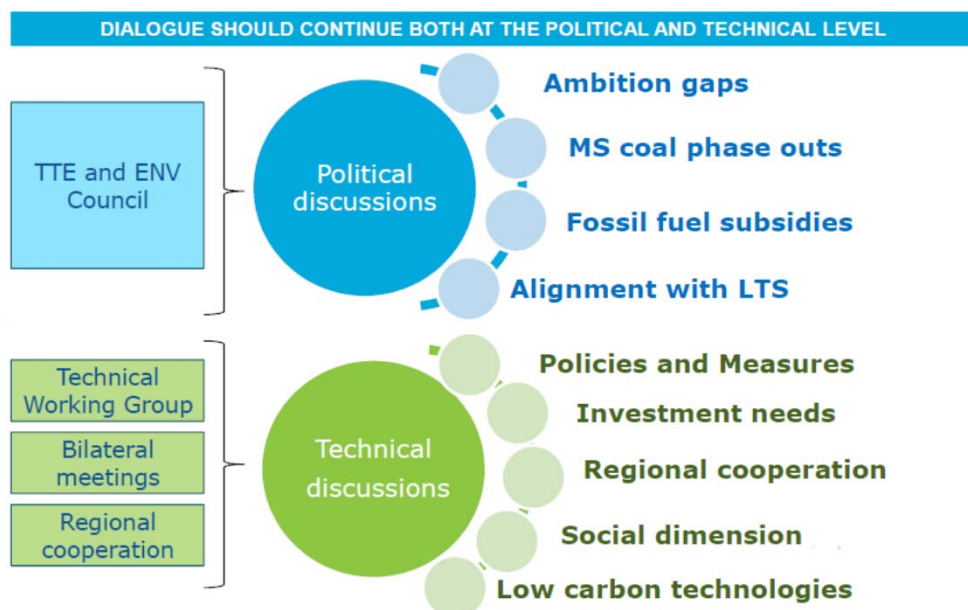 DIALOGUE SHOULD CONTINUE BOTH AT THE POLITICAL AND TECHNICAL LEVEL
TTE and ENV
Council
Political
discussions
Ambition gaps
MS coal phase outs
Fossil fuel subsidies
Alignment with LTS
Technical
Working Group
Bilateral
meetings
Regional
cooperation
Technical
discussions
Policies and Measures
Investment needs
Regional cooperation
Social dimension
Low carbon technologies